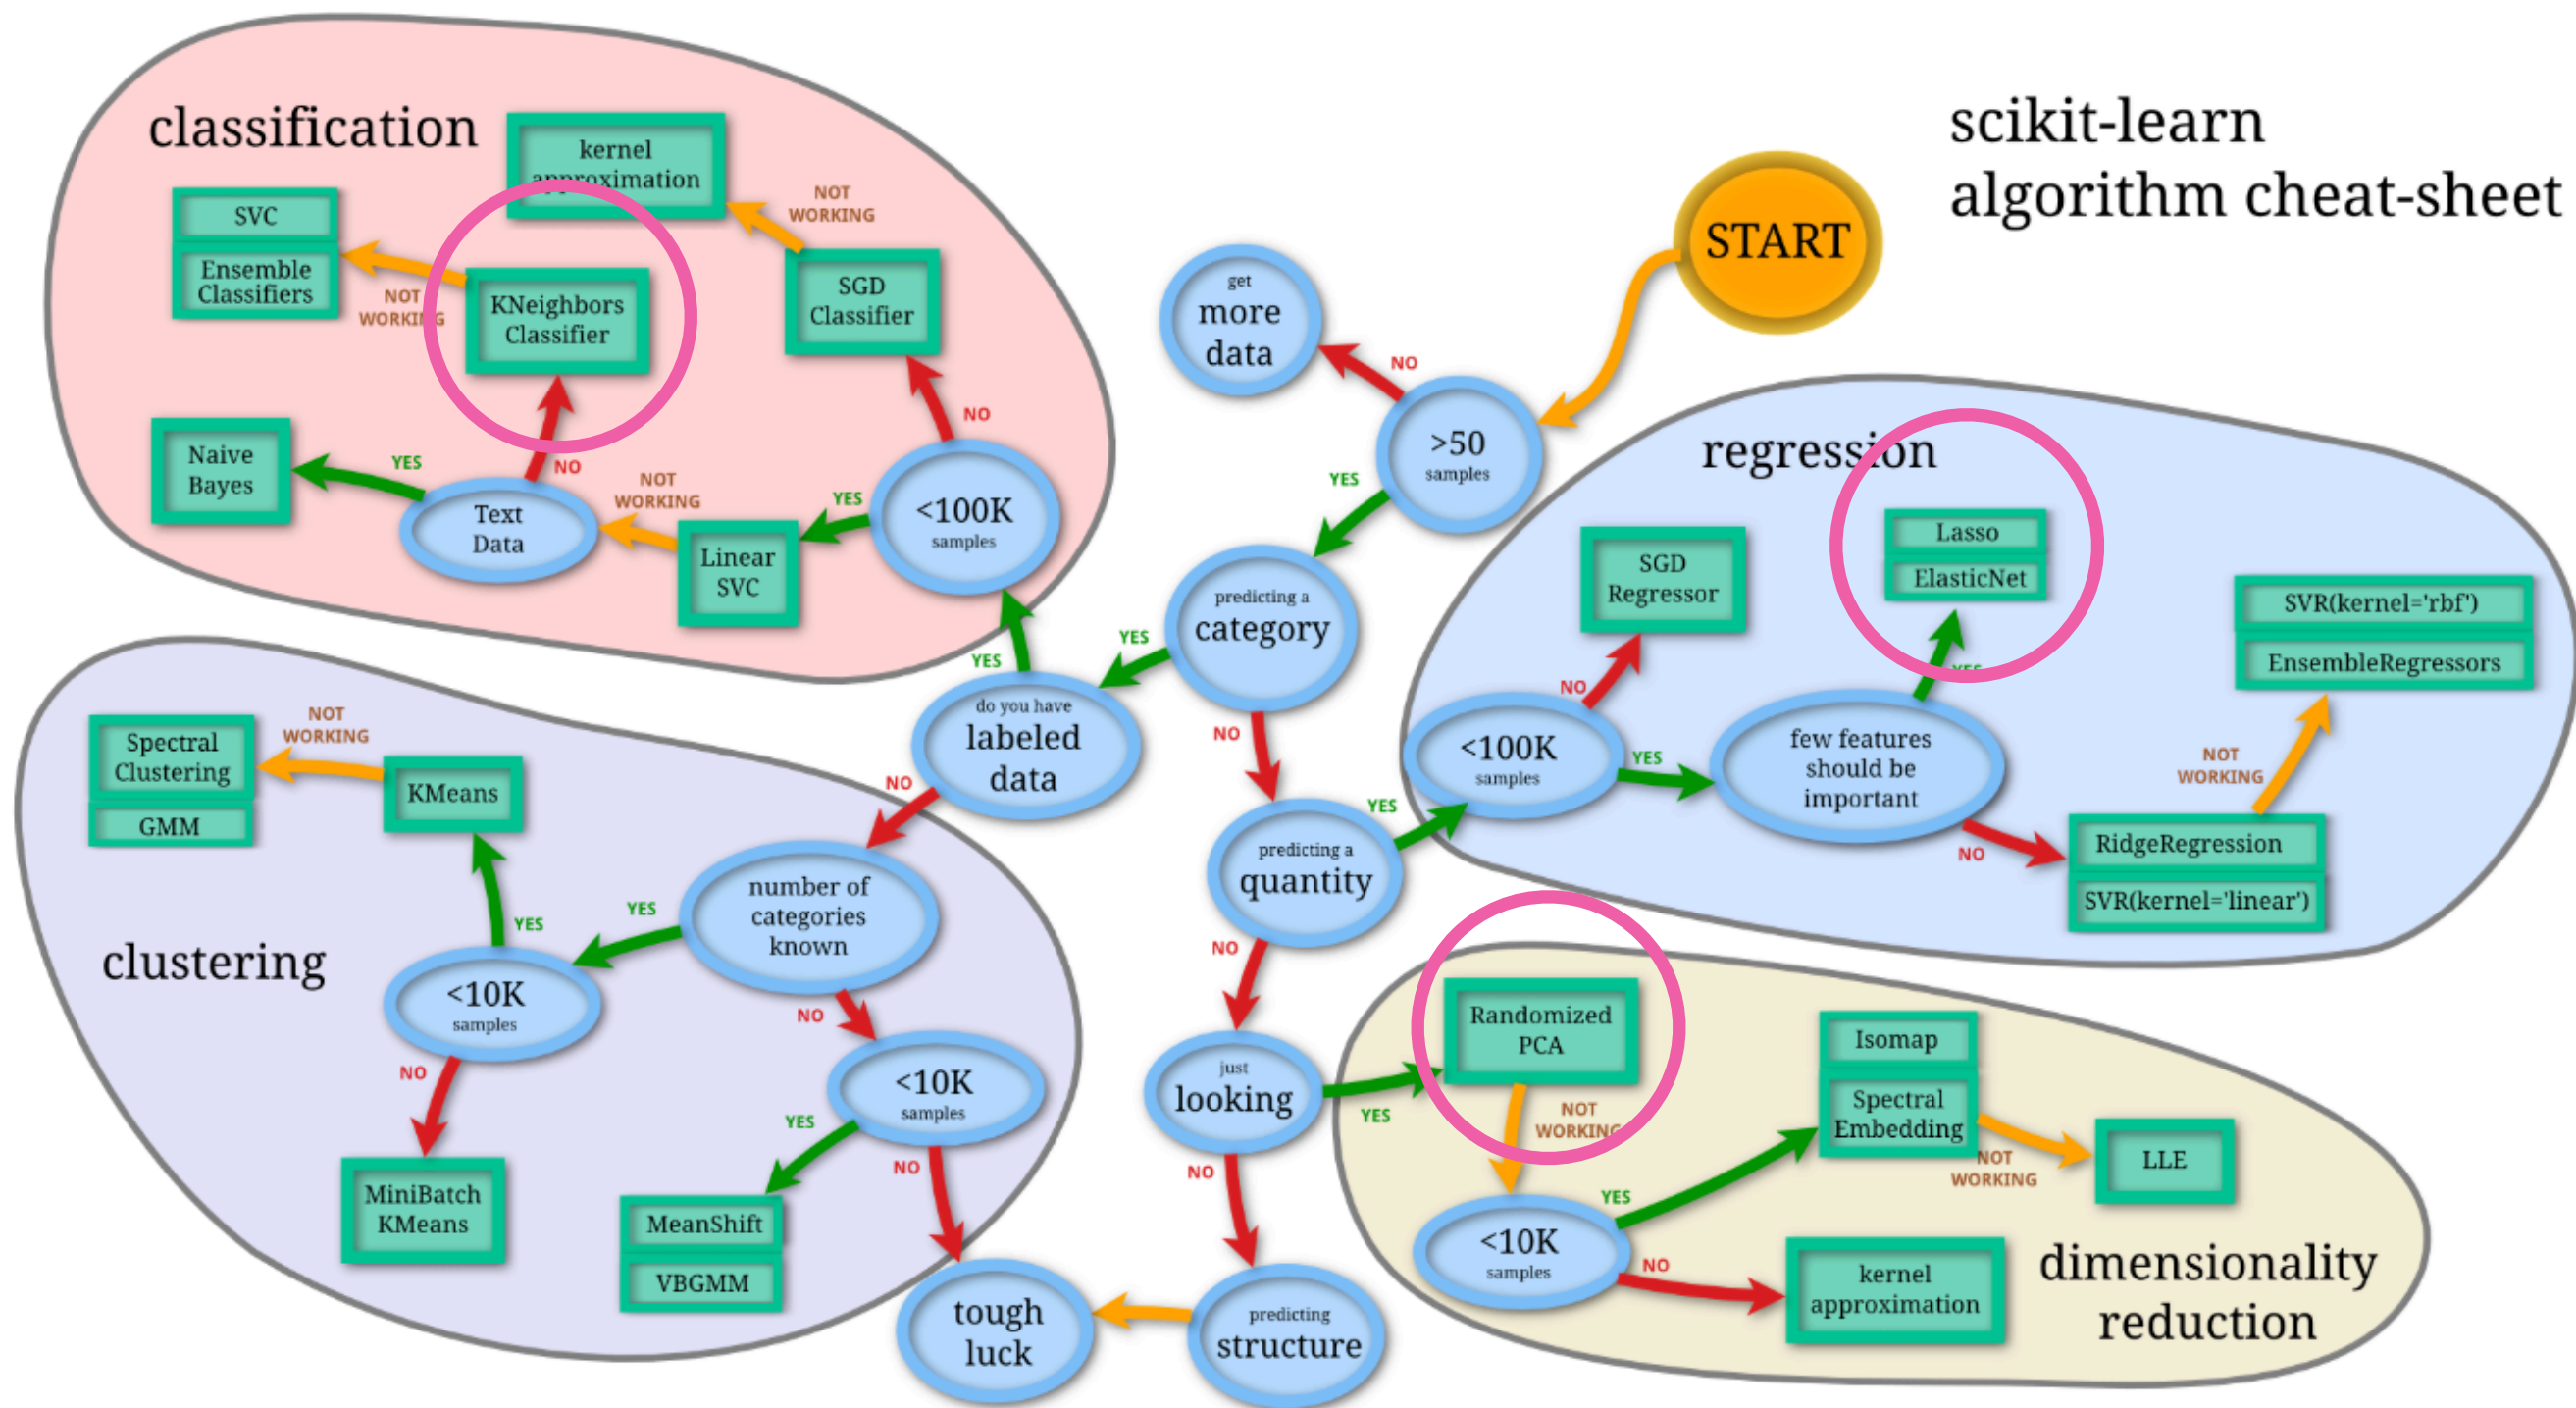 scikit-learn
algorithm cheat-sheet
START
>50
samples
NO
get
more
data
YES
predicting a
category
YES
do you have
labeled
data
YES
NO
NO
predicting a
quantity
YES
NO
just
looking
YES
NO
predicting
structure
tough
luck
classification
kernel
approximation
NOT
WORKING
SGD
Classifier
NO
<100K
samples
YES
Linear
SVC
NOT
WORKING
Text
Data
NO
YES
Naive
Bayes
KNeighbors
Classifier
NOT
WORKING
SVC
Ensemble
Classifiers
clustering
number of
categories
known
YES
NO
<10K
samples
YES
NO
KMeans
NOT
WORKING
Spectral
Clustering
GMM
MiniBatch
KMeans
<10K
samples
YES
NO
MeanShift
VBGMM
regression
<100K
samples
NO
SGD
Regressor
YES
few features
should be
important
YES
Lasso
ElasticNet
NO
RidgeRegression
SVR(kernel='linear')
NOT
WORKING
SVR(kernel='rbf')
EnsembleRegressors
dimensionality
reduction
Randomized
PCA
NOT
WORKING
<10K
samples
YES
Isomap
Spectral
Embedding
NOT
WORKING
LLE
NO
kernel
approximation